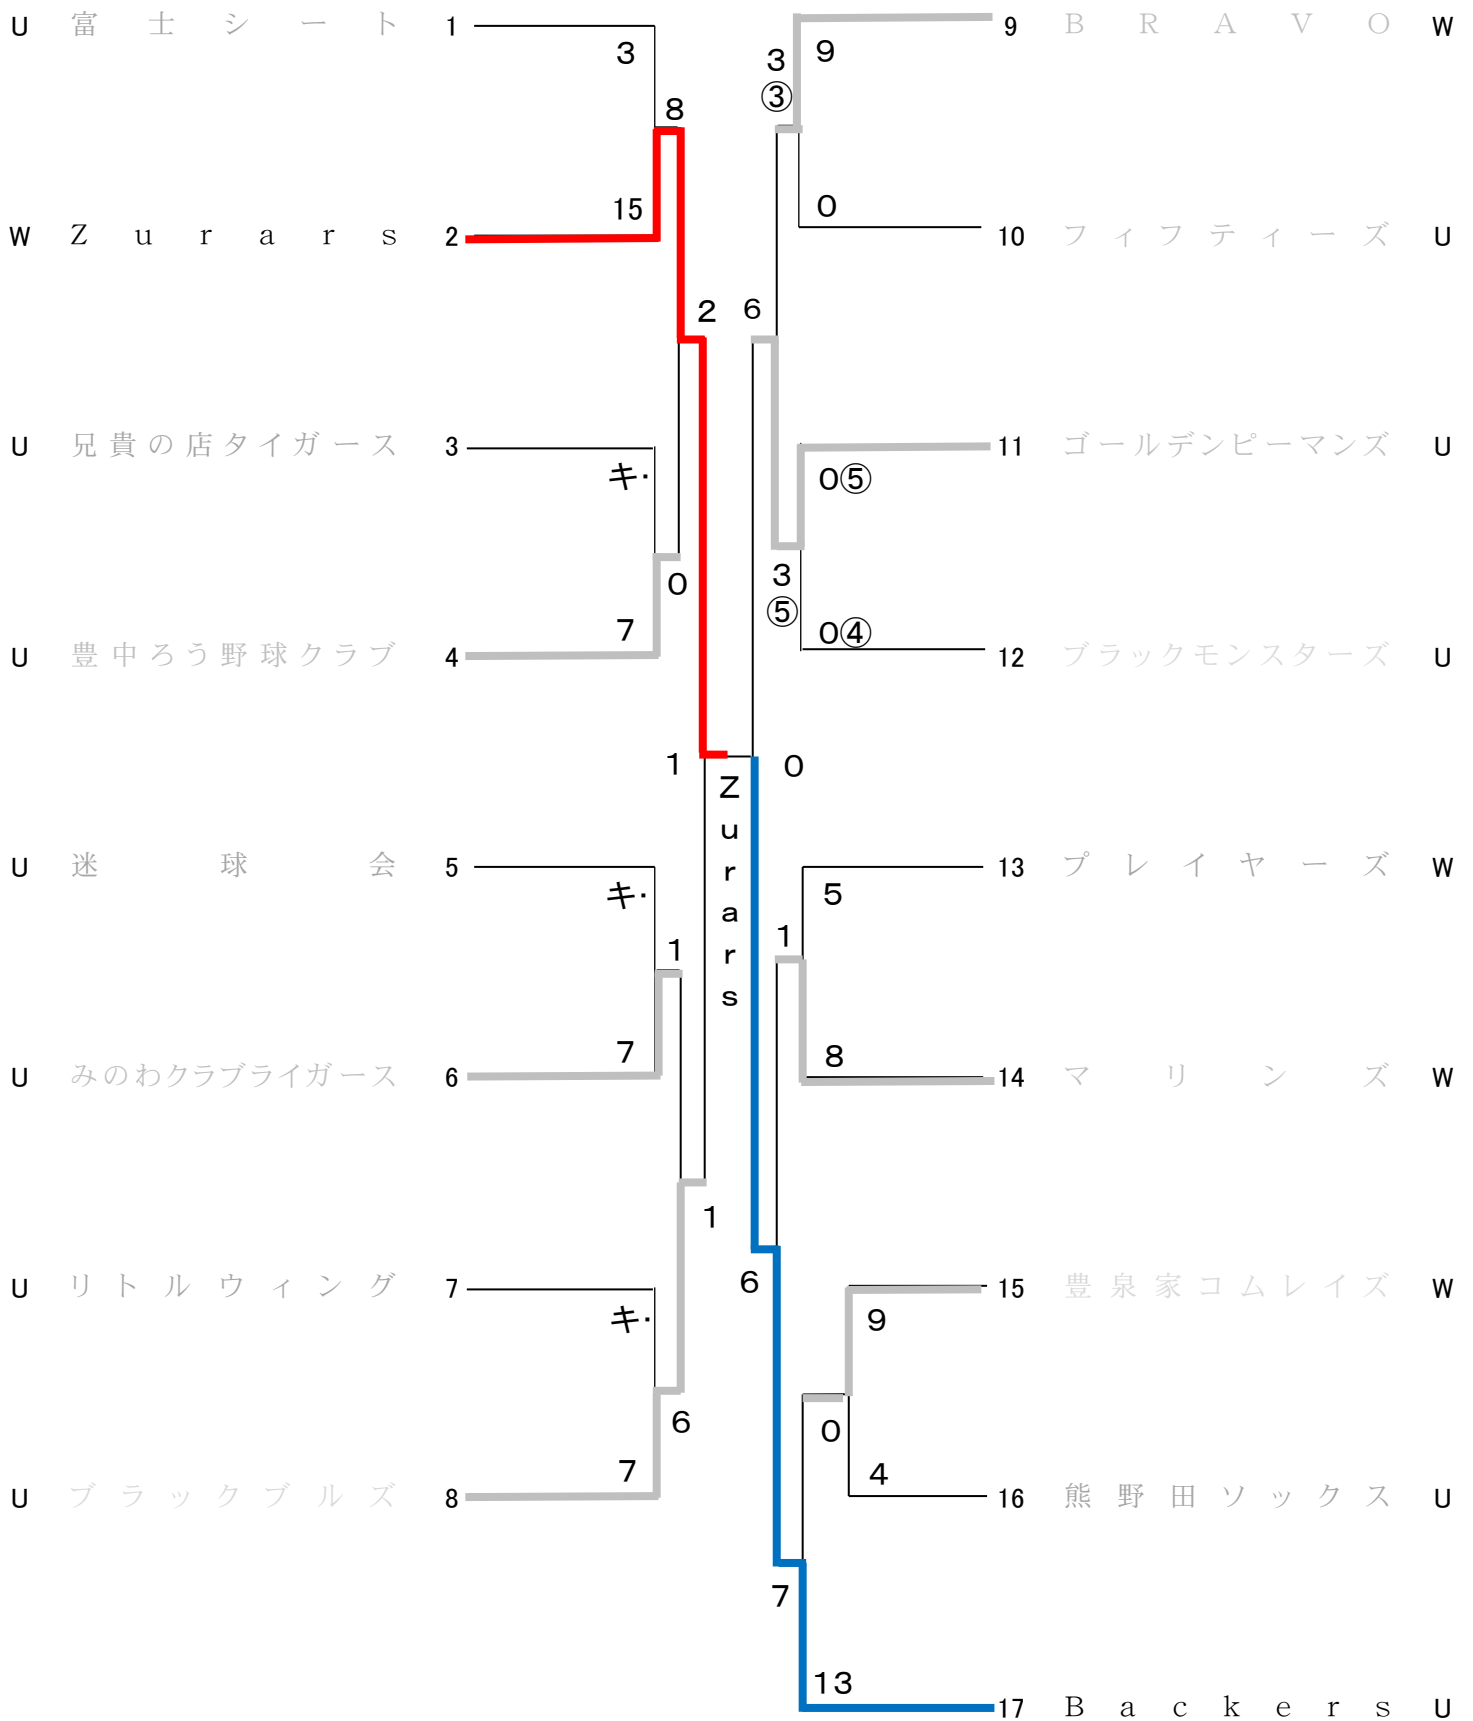 U 富士シート 1
3
8
15
W Zurars 2
2
U 兄貴の店タイガース 3
キ.
0
7
U 豊中ろう野球クラブ 4
1
Zurars
U 迷球会 5
キ.
1
7
U みのわクラブライガース 6
1
U リトルウィング 7
キ.
6
7
U ブラックブルズ 8
9 BRAVO W
3 9
③
0
10 フィフティーズ U
6
11 ゴールデンピーマンズ U
0⑤
3
⑤
0④
12 ブラックモンスターズ U
0
13 プレイヤーズ W
5
1
8
14 マリンズ W
6
15 豊泉家コムレイズ W
9
0
4
16 熊野田ソックス U
7
13
17 Backers U